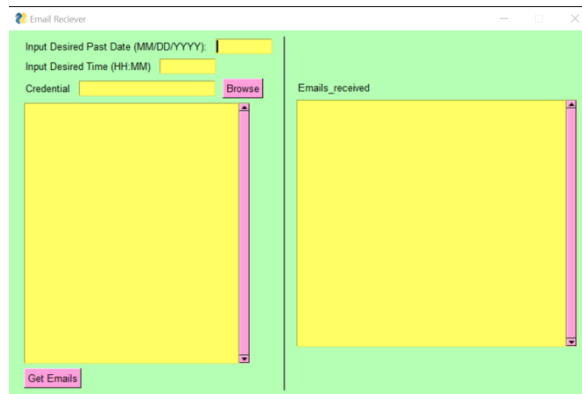 Email Reciever
Input Desired Past Date (MM/DD/YYYY):
Input Desired Time (HH:MM)
Credential
Browse
Emails_received
Get Emails